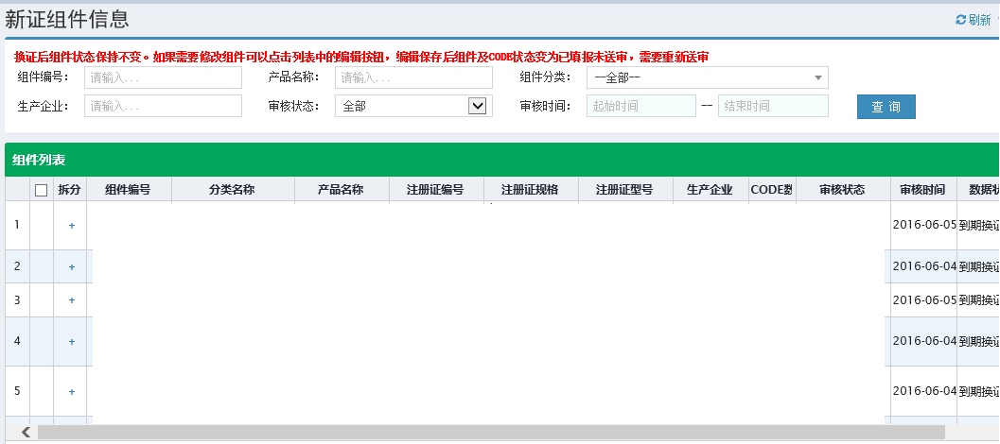 新证组件信息
刷新
换证后组件状态保持不变。如果需要修改组件可以点击列表中的编辑按钮，编辑保存后组件及CODE状态变为已填报未送审，需要重新送审
组件编号： 请输入... 产品名称： 请输入... 组件分类： --全部--
生产企业： 请输入... 审核状态： 全部 审核时间： 起始时间 -- 结束时间 查 询
组件列表
拆分 组件编号 分类名称 产品名称 注册证编号 注册证规格 注册证型号 生产企业 CODE数 审核状态 审核时间 数据状
1 + 2016-06-05 到期换证
2 + 2016-06-04 到期换证
3 + 2016-06-05 到期换证
4 + 2016-06-04 到期换证
5 + 2016-06-04 到期换证